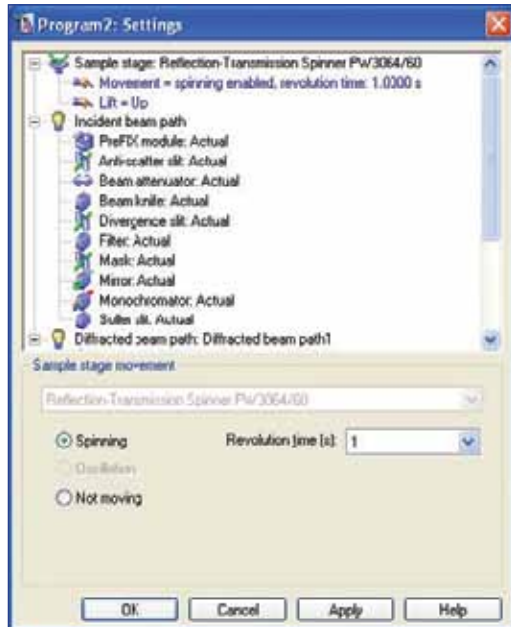 Program2: Settings
Sample stage: Reflection-Transmission Spinner PW3064/60
Movement = spinning enabled, revolution time: 1.0000 s
Lift = Up
Incident beam path
PreFIX module: Actual
Anti-scatter slit: Actual
Beam attenuator: Actual
Beam knife: Actual
Divergence slit: Actual
Filter: Actual
Mask: Actual
Mirror: Actual
Monochromator: Actual
Soller slit: Actual
Diffracted beam path: Diffracted beam path1
Sample stage movement
Reflection-Transmission Spinner PW3064/60
Spinning
Revolution time [s]: 1
Oscillation
Not moving
OK Cancel Apply Help